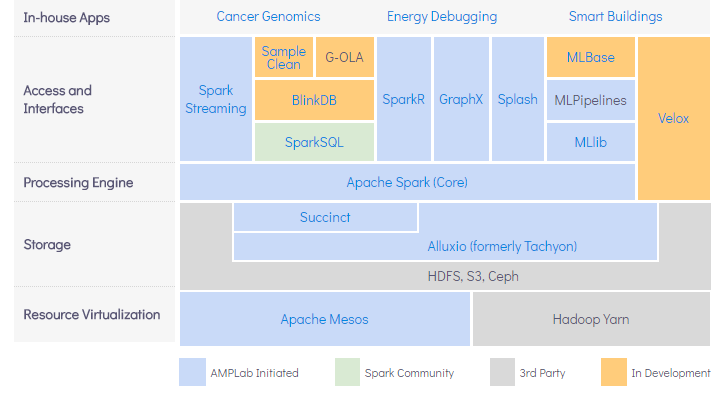 In-house Apps
Cancer Genomics
Energy Debugging
Smart Buildings
Access and
Interfaces
Spark
Streaming
Sample
Clean
G-OLA
BlinkDB
SparkSQL
SparkR
GraphX
Splash
MLBase
MLPipelines
MLlib
Velox
Processing Engine
Apache Spark (Core)
Storage
Succinct
Alluxio (formerly Tachyon)
HDFS, S3, Ceph
Resource Virtualization
Apache Mesos
Hadoop Yarn
AMPLab Initiated
Spark Community
3rd Party
In Development